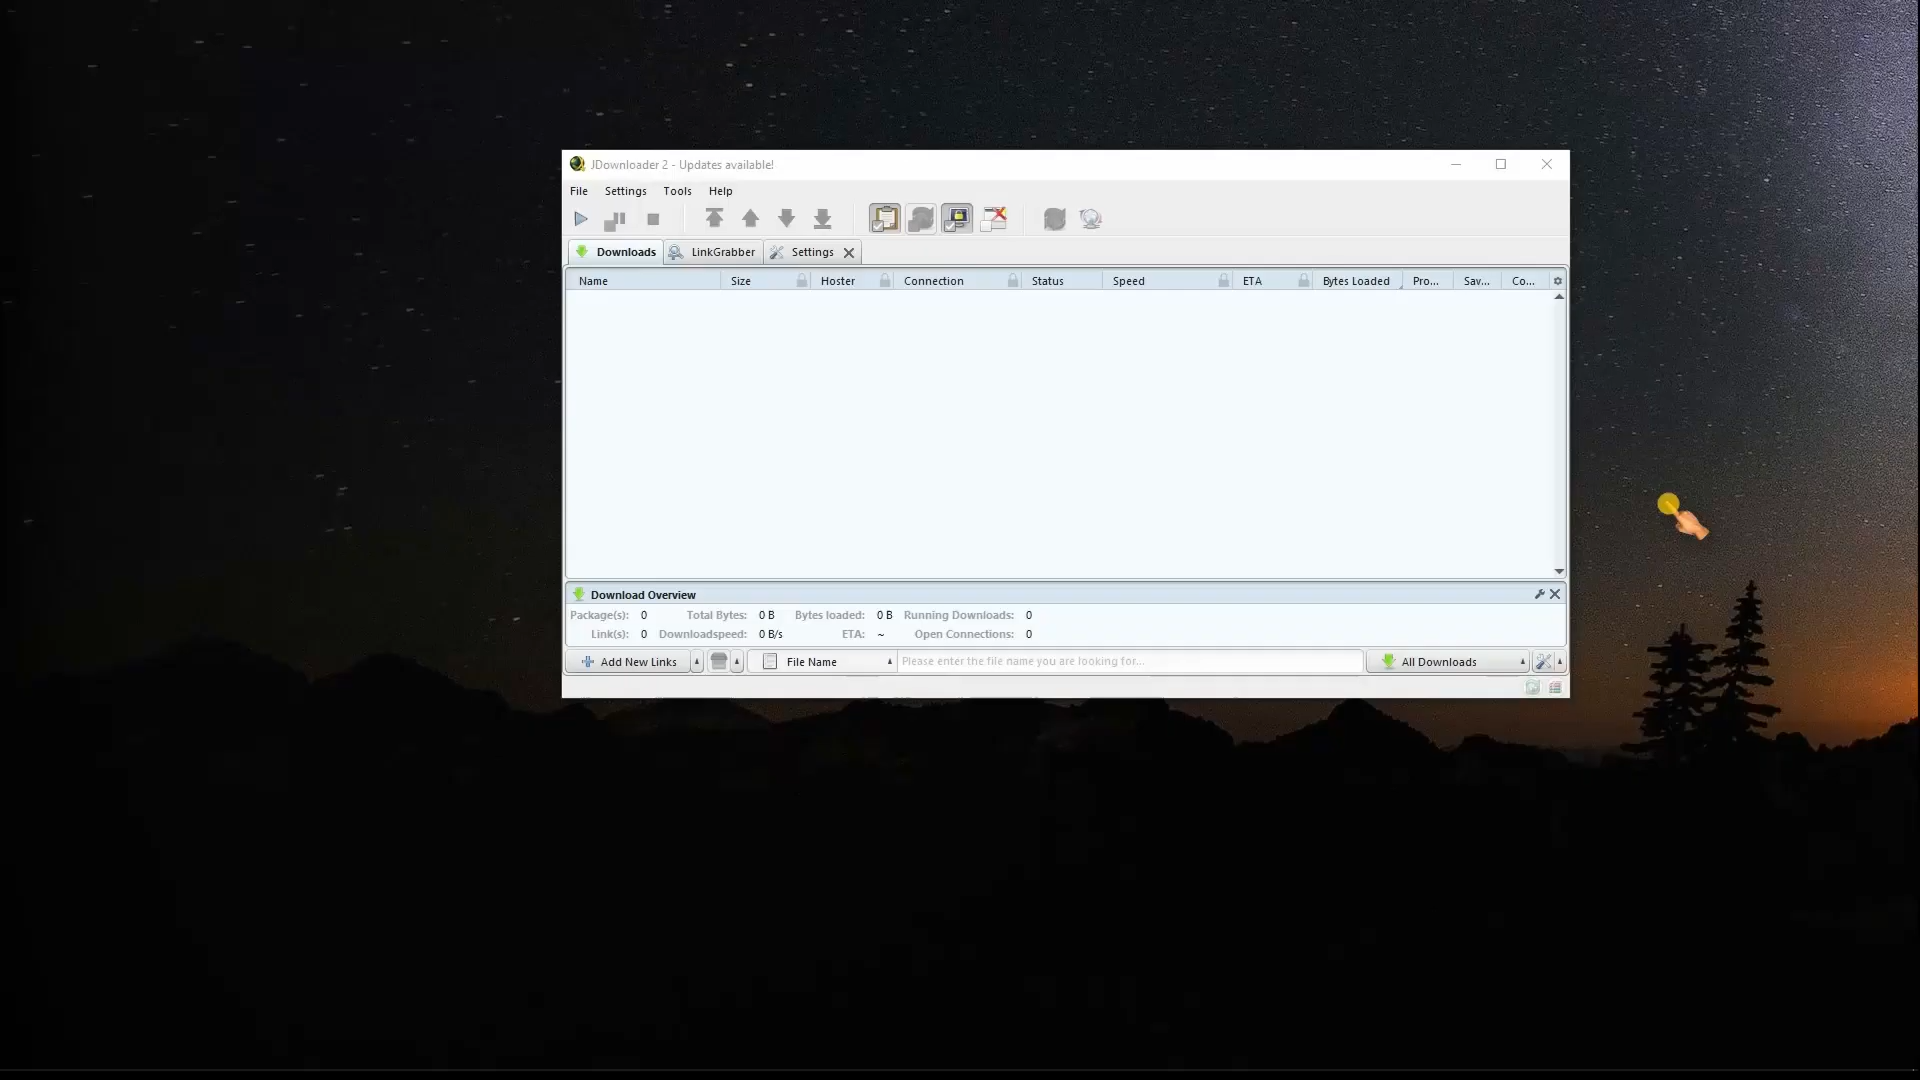 JDownloader 2 - Updates available!
File Settings Tools Help
Downloads LinkGrabber Settings
Name Size Hoster Connection Status Speed ETA Bytes Loaded Pro... Sav... Co...
Download Overview
Package(s): 0 Total Bytes: 0 B Bytes loaded: 0 B Running Downloads: 0
Link(s): 0 Downloadspeed: 0 B/s ETA: ~ Open Connections: 0
Add New Links File Name Please enter the file name you are looking for... All Downloads